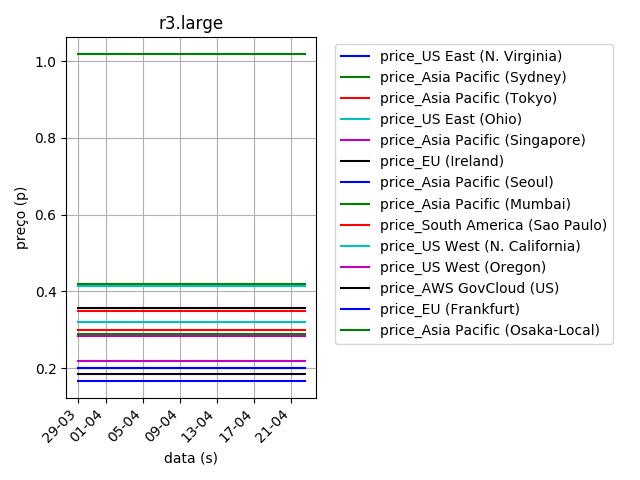 r3.large
1.0
0.8
0.6
0.4
0.2
preço (p)
29-03
01-04
05-04
09-04
13-04
17-04
21-04
data (s)
price_US East (N. Virginia)
price_Asia Pacific (Sydney)
price_Asia Pacific (Tokyo)
price_US East (Ohio)
price_Asia Pacific (Singapore)
price_EU (Ireland)
price_Asia Pacific (Seoul)
price_Asia Pacific (Mumbai)
price_South America (Sao Paulo)
price_US West (N. California)
price_US West (Oregon)
price_AWS GovCloud (US)
price_EU (Frankfurt)
price_Asia Pacific (Osaka-Local)